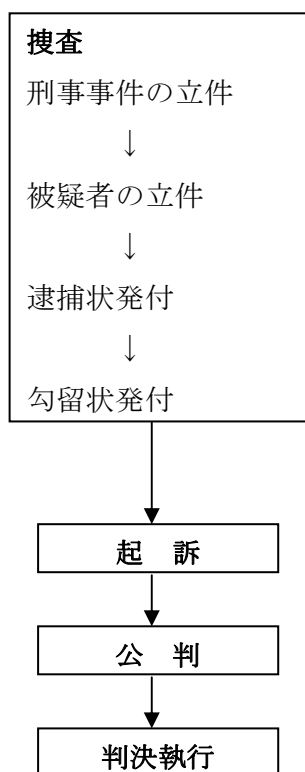 捜査
刑事事件の立件
↓
被疑者の立件
↓
逮捕状発付
↓
勾留状発付
起 訴
公 判
判決執行